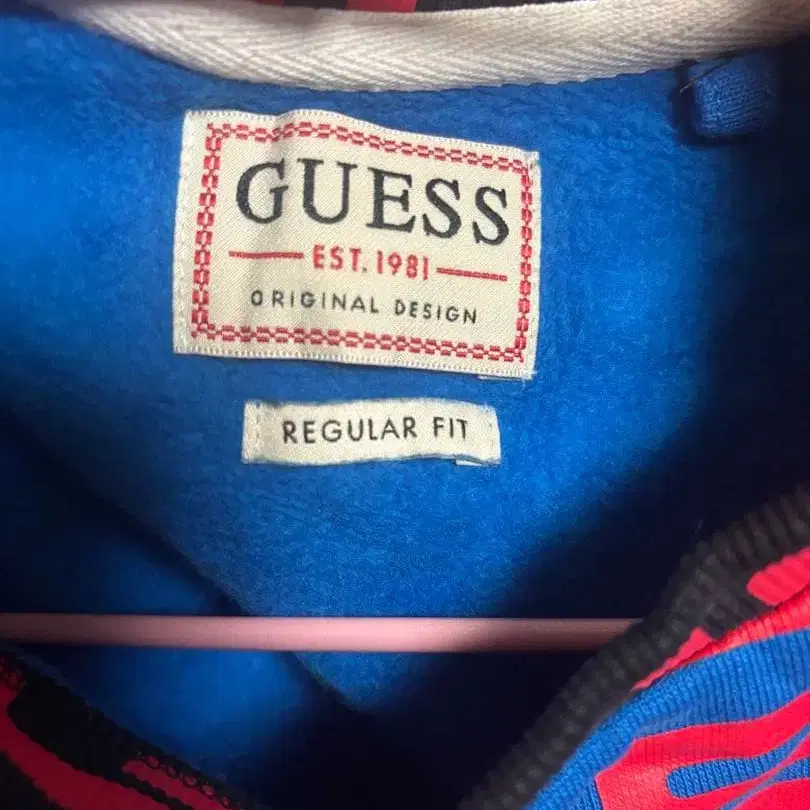 GUESS
EST. 1981
ORIGINAL DESIGN
REGULAR FIT